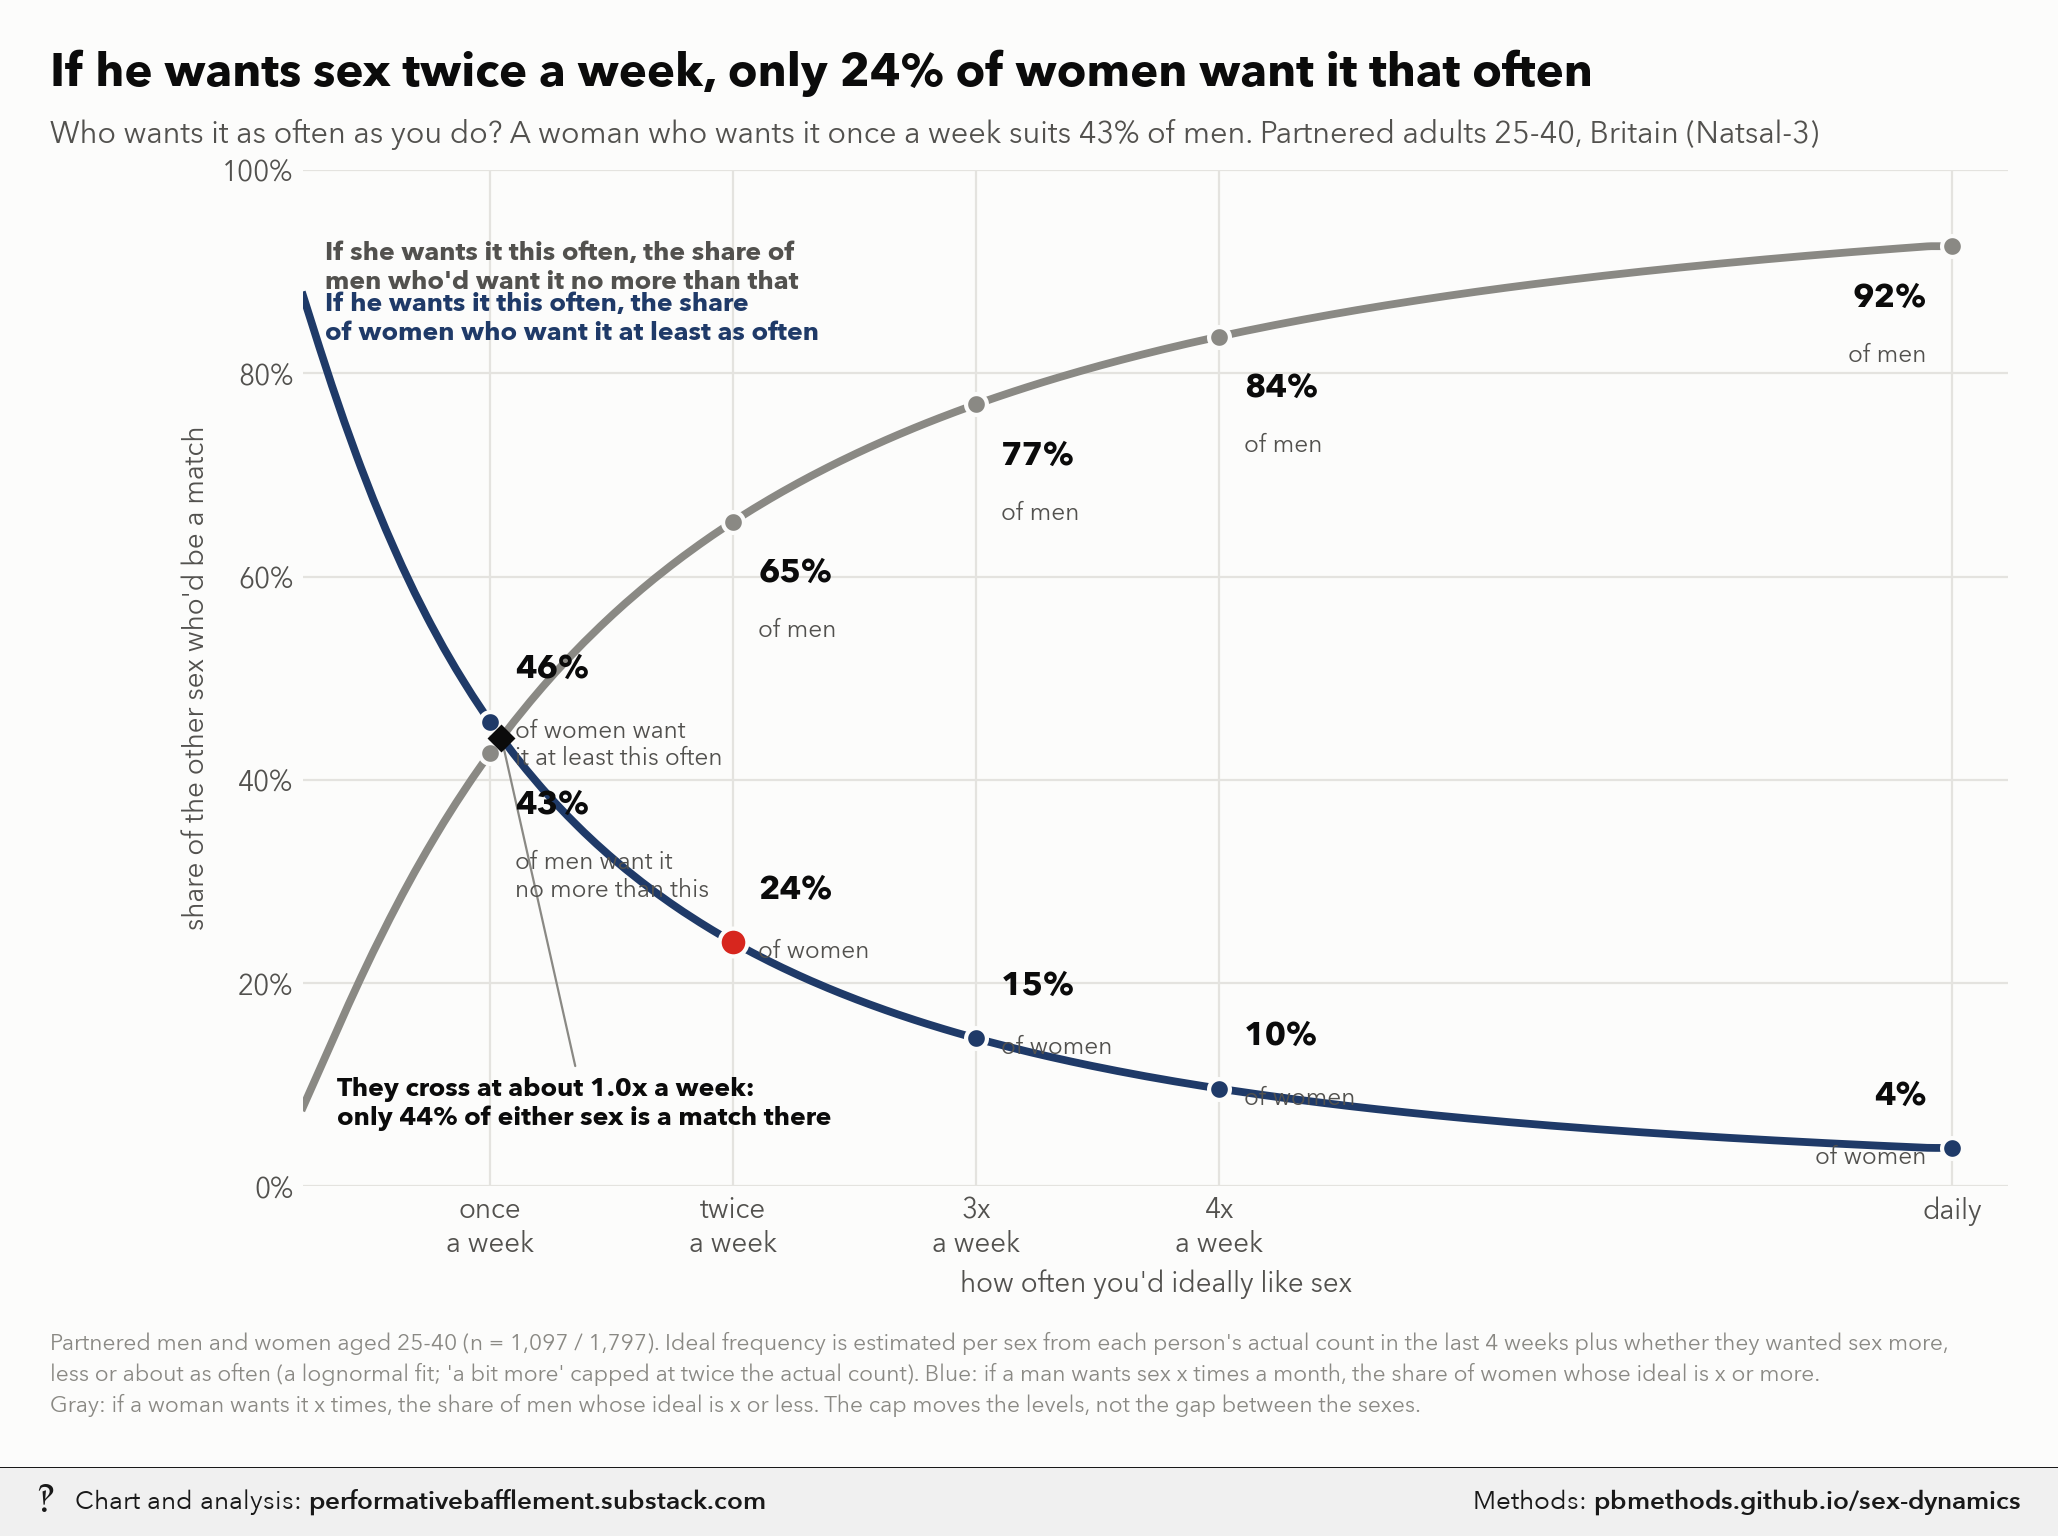 If he wants sex twice a week, only 24% of women want it that often
Who wants it as often as you do? A woman who wants it once a week suits 43% of men. Partnered adults 25-40, Britain (Natsal-3)
100%
80%
60%
40%
20%
0%
share of the other sex who'd be a match
If she wants it this often, the share of
men who'd want it no more than that
If he wants it this often, the share
of women who want it at least as often
92%
of men
84%
of men
77%
of men
65%
of men
46%
of women want
it at least this often
43%
of men want it
no more than this
24%
of women
15%
of women
10%
of women
4%
of women
They cross at about 1.0x a week:
only 44% of either sex is a match there
once
a week
twice
a week
3x
a week
4x
a week
daily
how often you'd ideally like sex
Partnered men and women aged 25-40 (n = 1,097 / 1,797). Ideal frequency is estimated per sex from each person's actual count in the last 4 weeks plus whether they wanted sex more,
less or about as often (a lognormal fit; 'a bit more' capped at twice the actual count). Blue: if a man wants sex x times a month, the share of women whose ideal is x or more.
Gray: if a woman wants it x times, the share of men whose ideal is x or less. The cap moves the levels, not the gap between the sexes.
‽ Chart and analysis: performativebafflement.substack.com
Methods: pbmethods.github.io/sex-dynamics